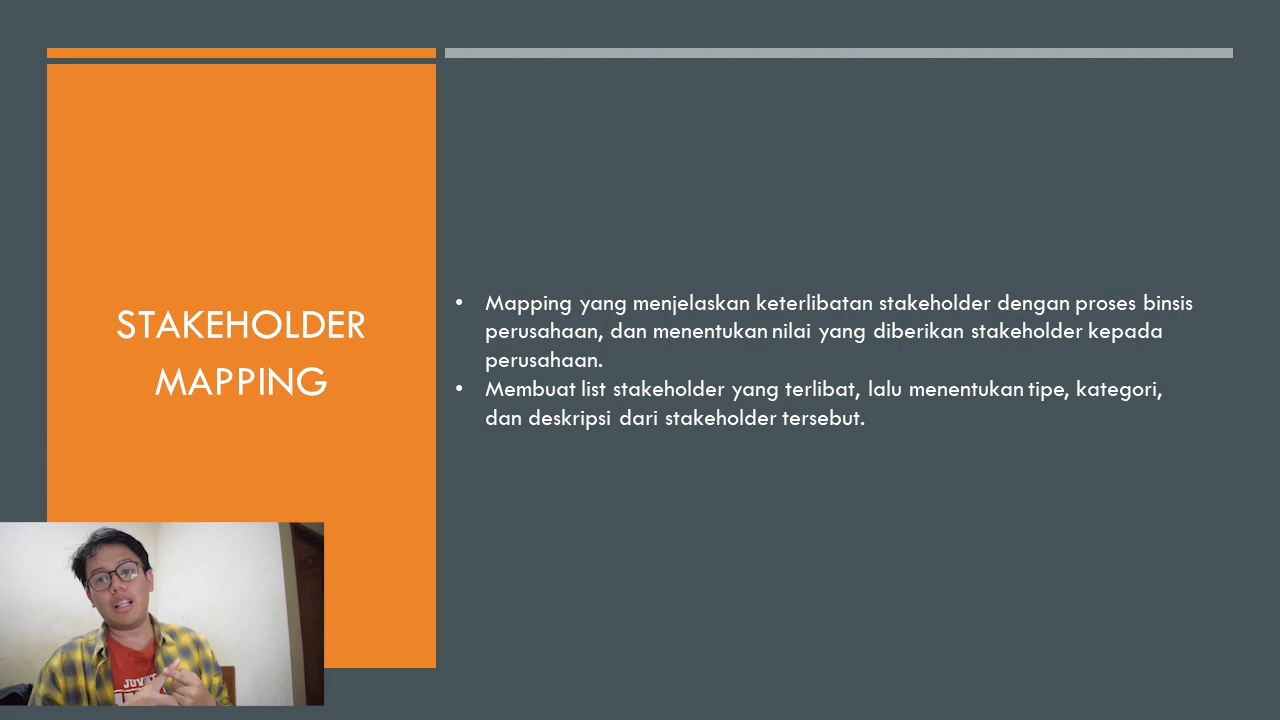 STAKEHOLDER
MAPPING
• Mapping yang menjelaskan keterlibatan stakeholder dengan proses binsis
perusahaan, dan menentukan nilai yang diberikan stakeholder kepada
perusahaan.
• Membuat list stakeholder yang terlibat, lalu menentukan tipe, kategori,
dan deskripsi dari stakeholder tersebut.